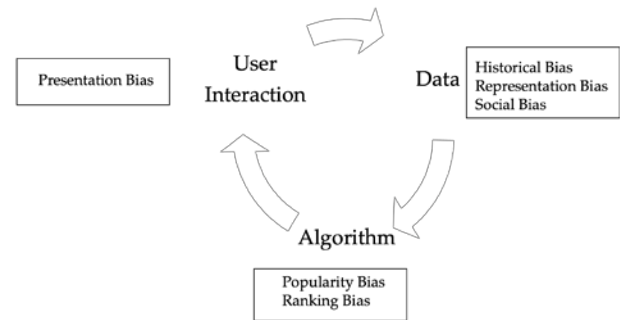 User
Interaction
Presentation Bias
Data
Historical Bias
Representation Bias
Social Bias
Algorithm
Popularity Bias
Ranking Bias